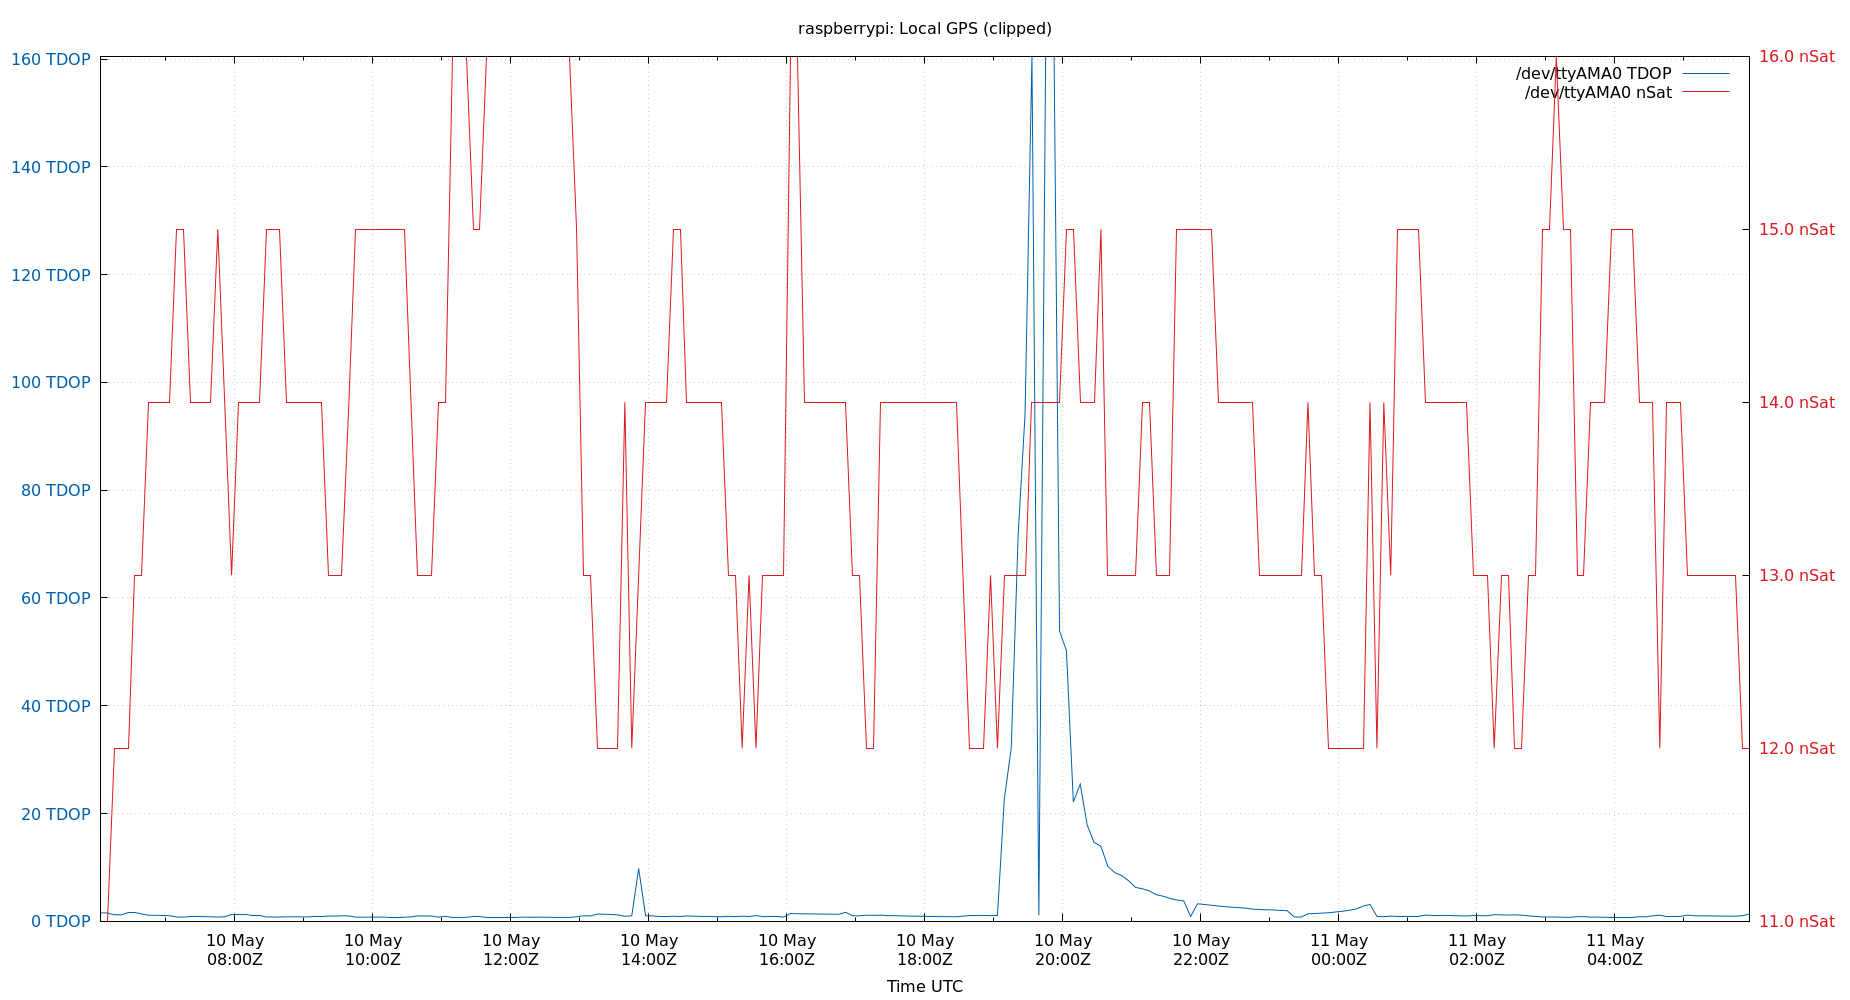 raspberrypi: Local GPS (clipped)
160 TDOP
140 TDOP
120 TDOP
100 TDOP
80 TDOP
60 TDOP
40 TDOP
20 TDOP
0 TDOP
/dev/ttyAMA0 TDOP
/dev/ttyAMA0 nSat
16.0 nSat
15.0 nSat
14.0 nSat
13.0 nSat
12.0 nSat
11.0 nSat
10 May 10 May 10 May 10 May 10 May 10 May 10 May 10 May 11 May 11 May 11 May
08:00Z 10:00Z 12:00Z 14:00Z 16:00Z 18:00Z 20:00Z 22:00Z 00:00Z 02:00Z 04:00Z
Time UTC